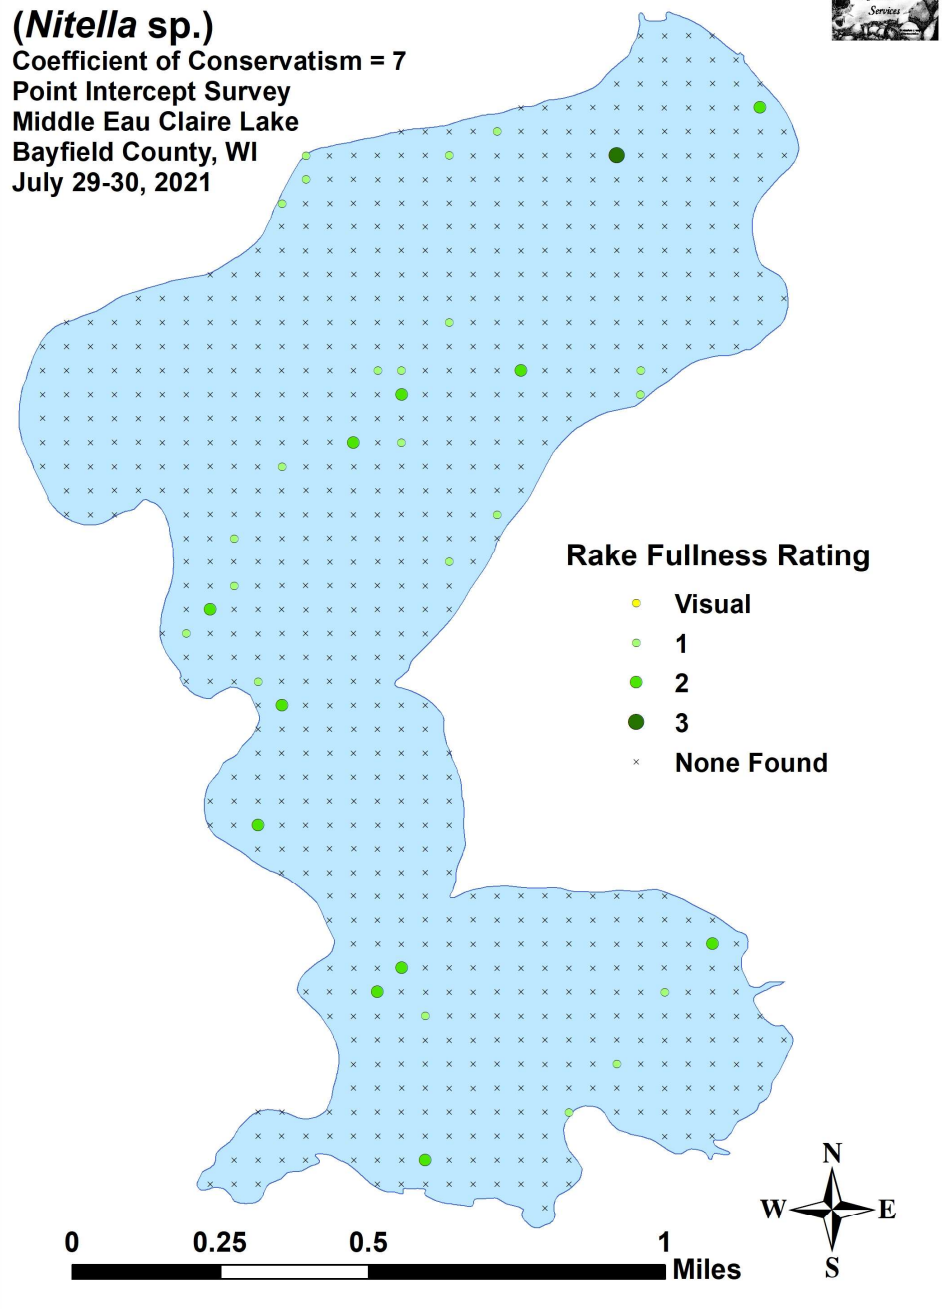 (Nitella sp.)
Coefficient of Conservatism = 7
Point Intercept Survey
Middle Eau Claire Lake
Bayfield County, WI
July 29-30, 2021
Services
Rake Fullness Rating
Visual
1
2
3
None Found
N
W E
S
0 0.25 0.5 1
Miles